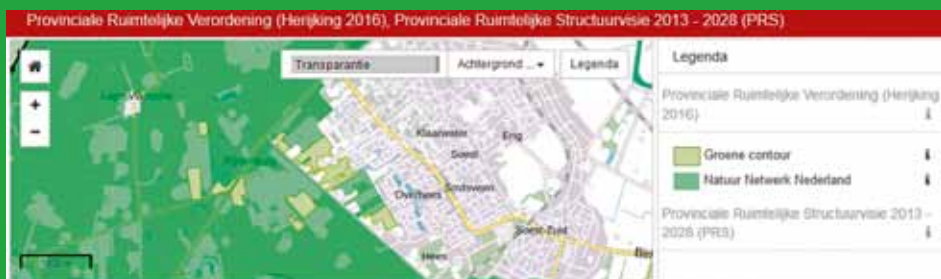 Provinciale Ruimtelijke Verordening (Herijking 2016), Provinciale Ruimtelijke Structuurvisie 2013 - 2028 (PRS)
Transparantie
Achtergrond ...
Legenda
Legenda
Provinciale Ruimtelijke Verordening (Herijking
2016)
Groene contour
Natuur Netwerk Nederland
Provinciale Ruimtelijke Structuurvisie 2013 -
2028 (PRS)
+
−
Klaarwater
Eng
Soest
Overhees
Smitsveen
Soest-Zuid
Hees